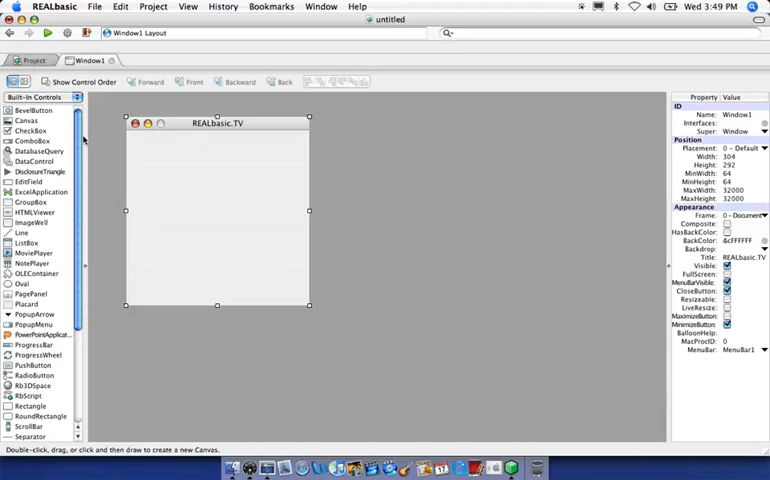 REALbasic File Edit Project View History Bookmarks Window Help Wed 3:49 PM
untitled
Window1 Layout
Project Window1
Show Control Order Forward Front Backward Back
Built-In Controls
BevelButton
Canvas
CheckBox
ComboBox
DatabaseQuery
DataControl
DisclosureTriangle
EditField
ExcelApplication
GroupBox
HTMLViewer
ImageWell
Line
ListBox
MoviePlayer
NotePlayer
OLEContainer
Oval
PagePanel
Placard
PopupArrow
PopupMenu
PowerPointApplicat...
ProgressBar
ProgressWheel
PushButton
RadioButton
Rb3DSpace
RbScript
Rectangle
RoundRectangle
ScrollBar
Separator
REALbasic.TV
Property Value
ID
Name: Window1
Interfaces:
Super: Window
Position
Placement: 0 - Default
Width: 304
Height: 292
MinWidth: 64
MinHeight: 64
MaxWidth: 32000
MaxHeight: 32000
Appearance
Frame: 0 - Document
Composite:
HasBackColor:
BackColor: &cFFFFFF
Backdrop:
Title: REALbasic.TV
Visible:
FullScreen:
MenuBarVisible:
CloseButton:
Resizeable:
LiveResize:
MaximizeButton:
MinimizeButton:
BalloonHelp:
MacProcID: 0
MenuBar: MenuBar1
Double-click, drag, or click and then draw to create a new Canvas.
17